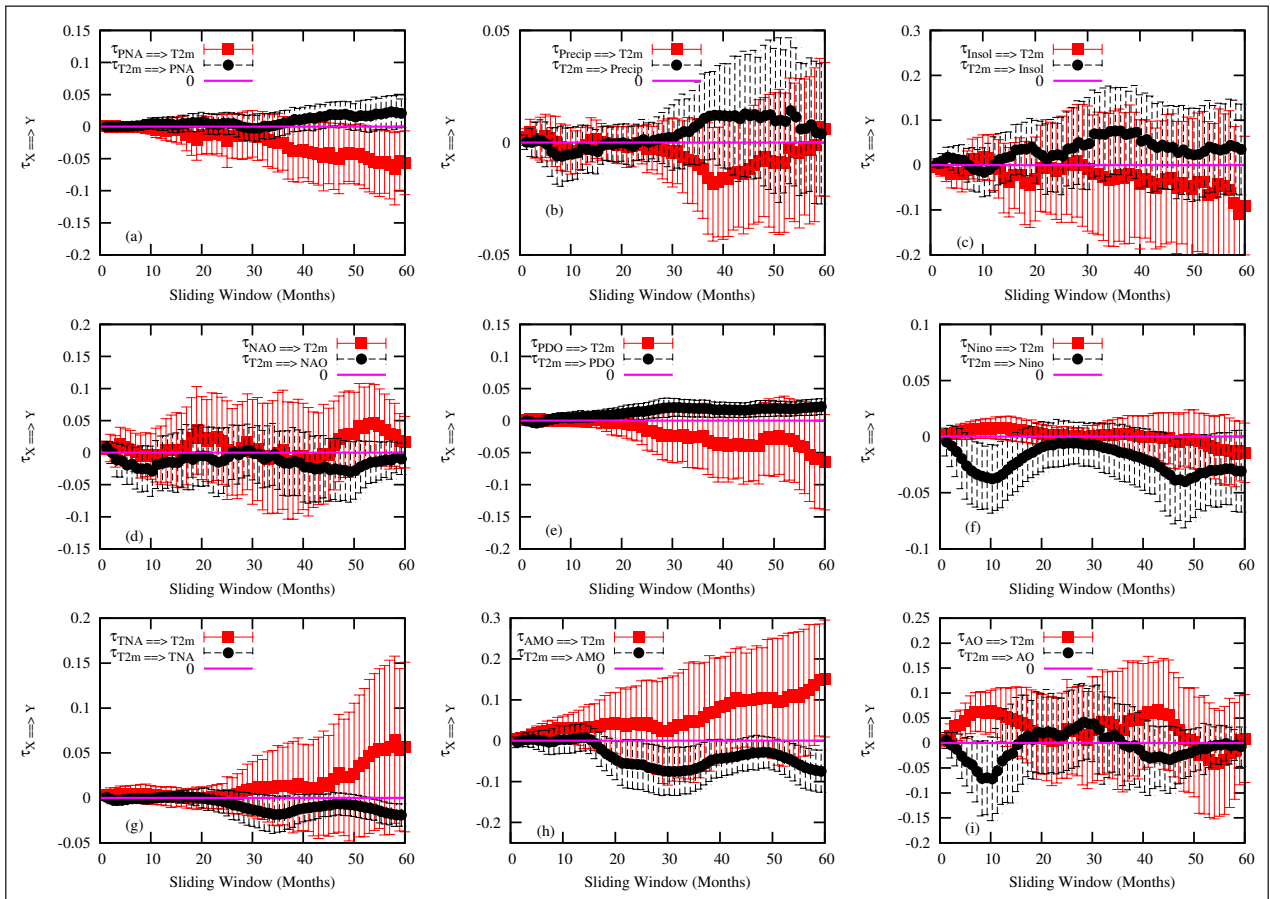 τPNA ==> T2m
τT2m ==> PNA
0
τX ==> Y
0.15
0.1
0.05
0
-0.05
-0.1
-0.15
-0.2
(a)
0 10 20 30 40 50 60
Sliding Window (Months)
τPrecip ==> T2m
τT2m ==> Precip
0
τX ==> Y
0.05
0
0.05
(b)
0 10 20 30 40 50 60
Sliding Window (Months)
τInsol ==> T2m
τT2m ==> Insol
0
τX ==> Y
0.3
0.2
0.1
0
-0.1
0.2
(c)
0 10 20 30 40 50 60
Sliding Window (Months)
τNAO ==> T2m
τT2m ==> NAO
0
τX ==> Y
0.2
0.15
0.1
0.05
0
-0.05
-0.1
-0.15
(d)
0 10 20 30 40 50 60
Sliding Window (Months)
τPDO ==> T2m
τT2m ==> PDO
0
τX ==> Y
0.15
0.1
0.05
0
-0.05
-0.1
-0.2
(e)
0 10 20 30 40 50 60
Sliding Window (Months)
τNino ==> T2m
τT2m ==> Nino
0
τX ==> Y
0.1
0.05
0
-0.05
-0.1
(f)
0 10 20 30 40 50 60
Sliding Window (Months)
τTNA ==> T2m
τT2m ==> TNA
0
τX ==> Y
0.2
0.15
0.1
0.05
0
-0.05
(g)
0 10 20 30 40 50 60
Sliding Window (Months)
τAMO ==> T2m
τT2m ==> AMO
0
τX ==> Y
0.3
0.2
0.1
0
-0.1
-0.2
(h)
0 10 20 30 40 50 60
Sliding Window (Months)
τAO ==> T2m
τT2m ==> AO
0
τX ==> Y
0.25
0.2
0.15
0.1
0.05
0
-0.05
-0.1
-0.15
-0.2
(i)
0 10 20 30 40 50 60
Sliding Window (Months)